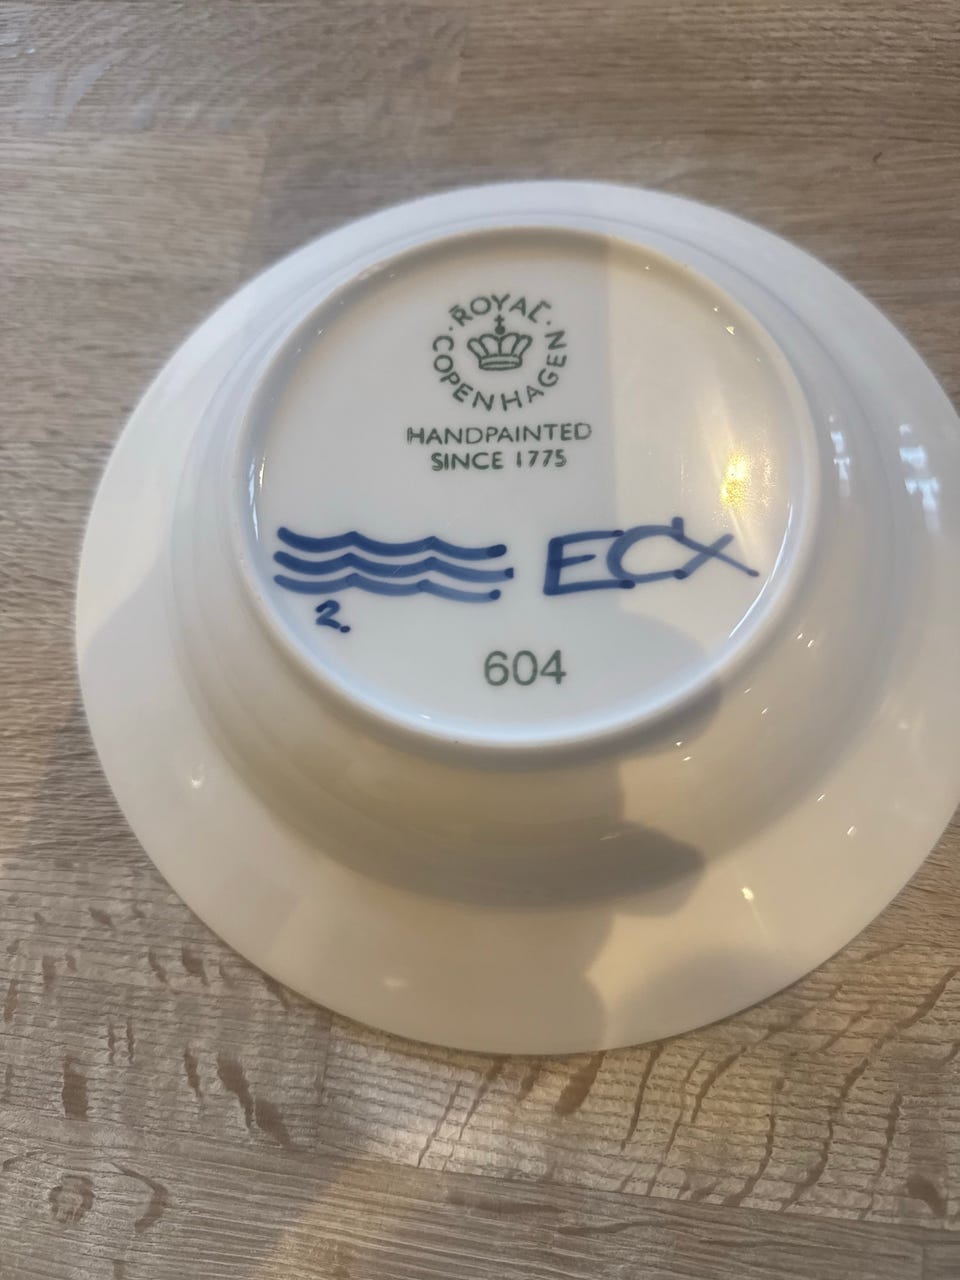 ROYAL COPENHAGEN
HANDPAINTED
SINCE 1775
ECX
2.
604